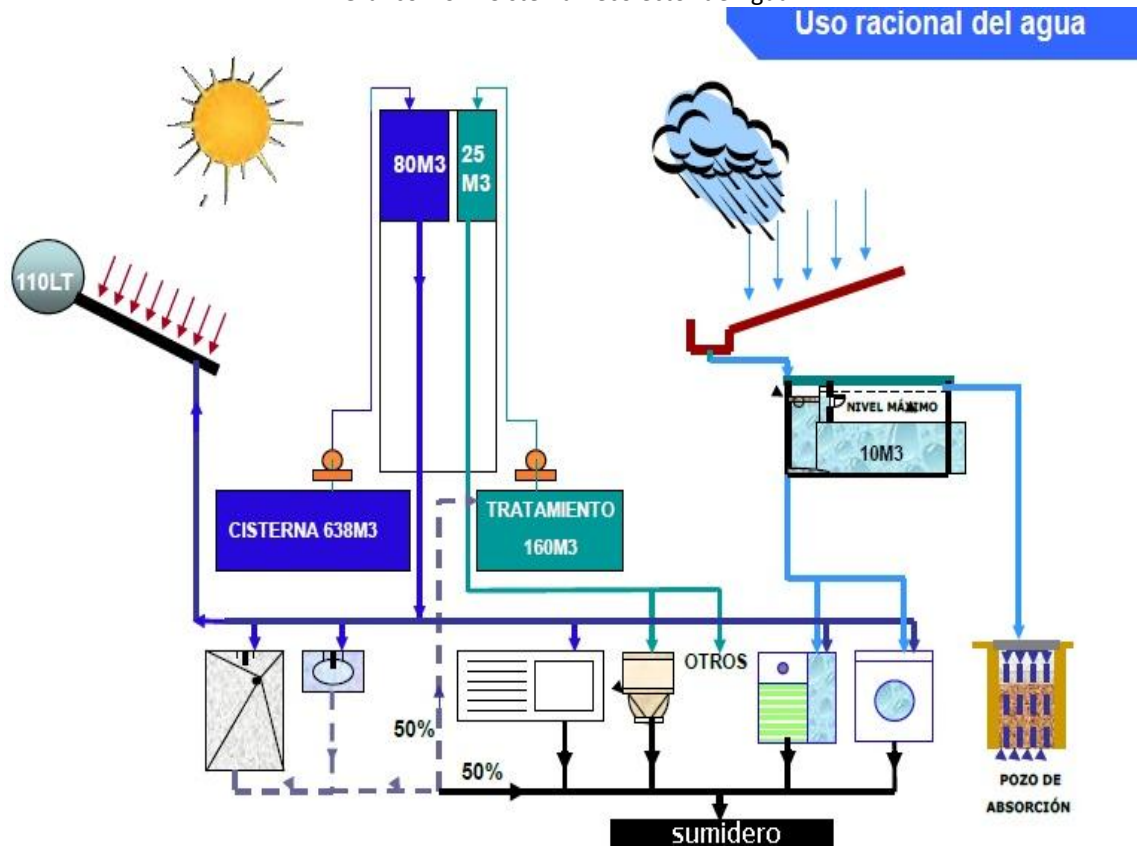 Uso racional del agua
80M3
25
M3
110LT
NIVEL MÁXIMO
10M3
CISTERNA 638M3
TRATAMIENTO
160M3
OTROS
50%
50%
POZO DE
ABSORCIÓN
sumidero